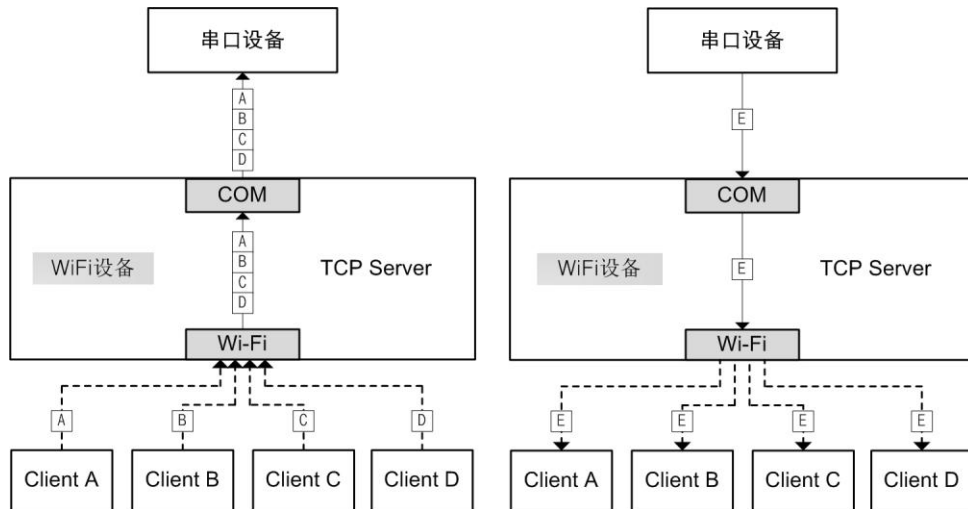 串口设备
A
B
C
D
COM
A
B
C
D
WiFi设备
TCP Server
Wi-Fi
A
B
C
D
Client A
Client B
Client C
Client D
串口设备
E
COM
E
WiFi设备
TCP Server
Wi-Fi
E
E
E
E
Client A
Client B
Client C
Client D